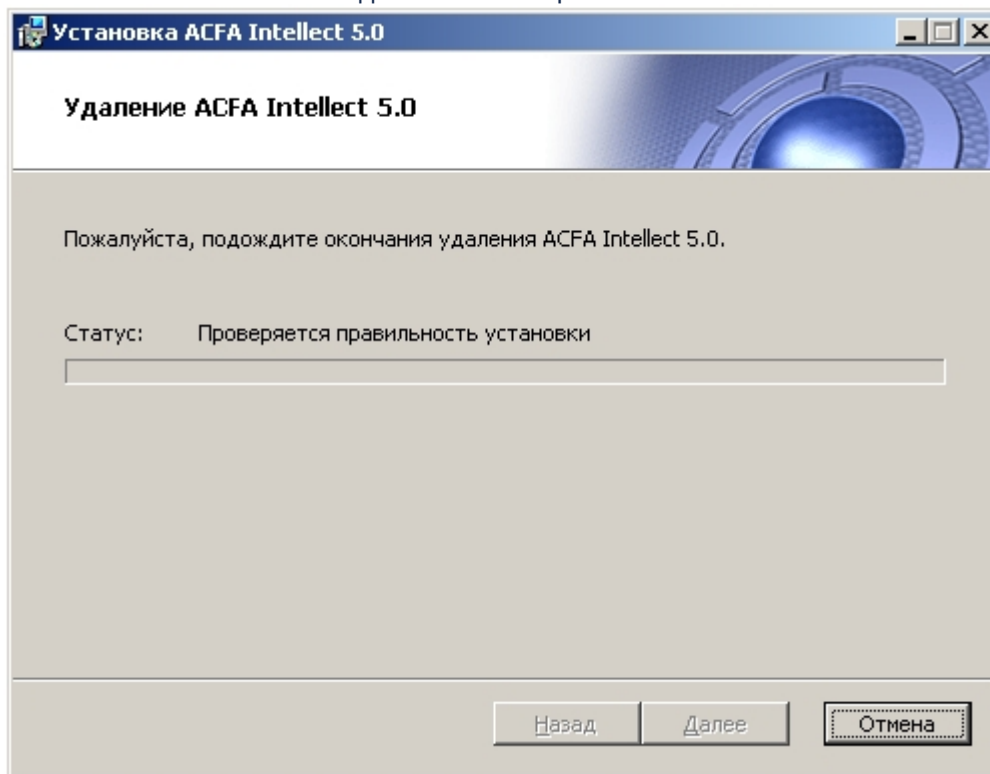 Установка ACFA Intellect 5.0
Удаление ACFA Intellect 5.0
Пожалуйста, подождите окончания удаления ACFA Intellect 5.0.
Статус: Проверяется правильность установки
Назад Далее Отмена